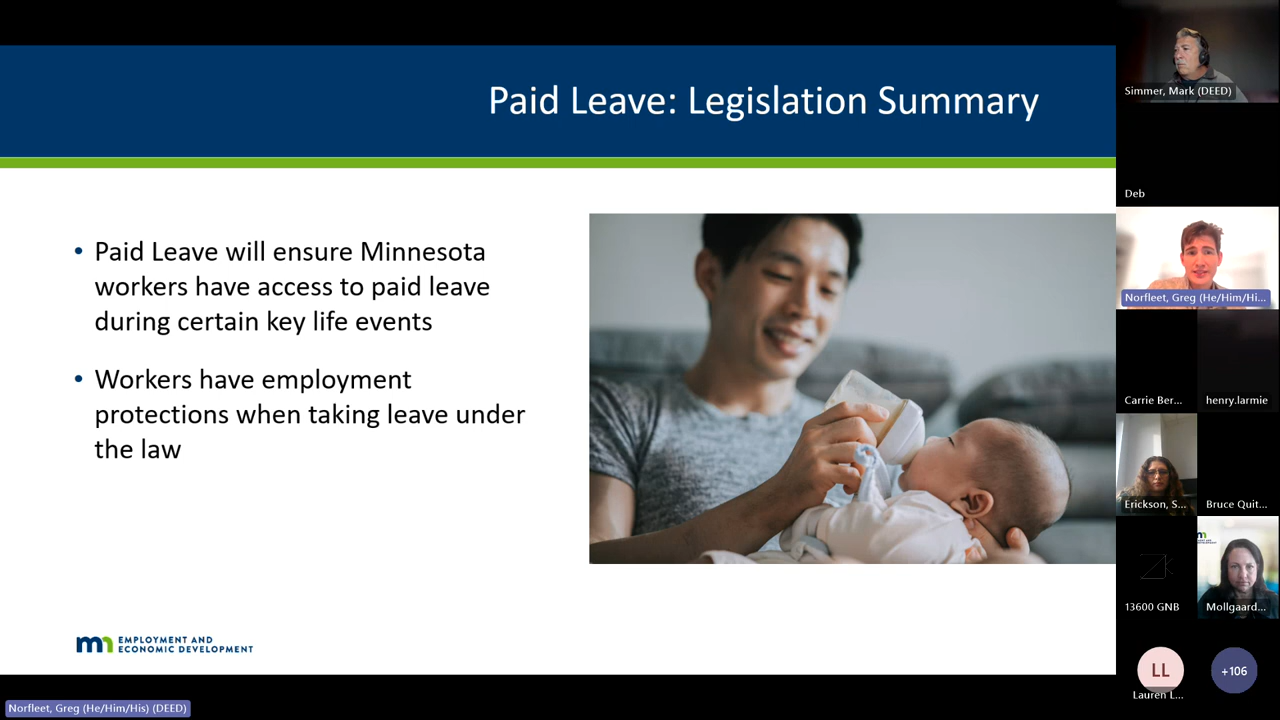 Paid Leave: Legislation Summary
• Paid Leave will ensure Minnesota
workers have access to paid leave
during certain key life events
• Workers have employment
protections when taking leave under
the law
mn EMPLOYMENT AND
ECONOMIC DEVELOPMENT
Norfleet, Greg (He/Him/His) (DEED)
Simmer, Mark (DEED)
Deb
Norfleet, Greg (He/Him/Hi...
Carrie Ber...
henry.larmie
Erickson, S...
Bruce Quit...
13600 GNB
Mollgaard...
LL
Lauren L...
+106